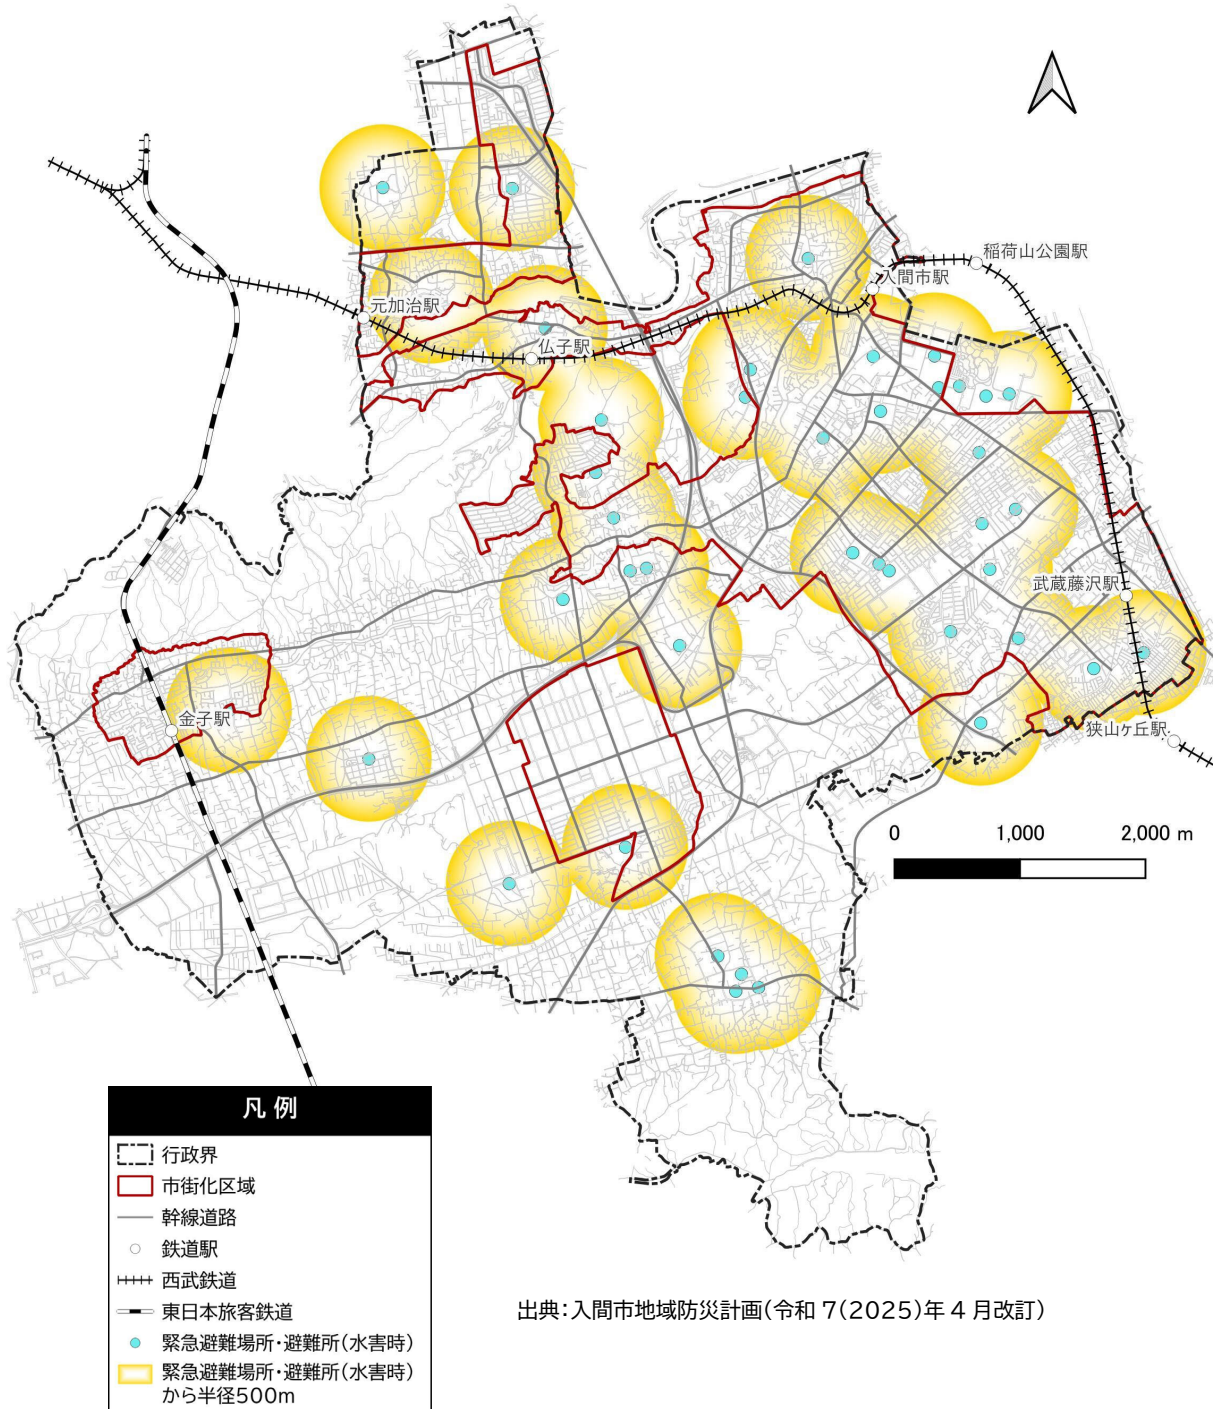 稲荷山公園駅
入間市駅
元加治駅
仏子駅
武蔵藤沢駅
金子駅
狭山ヶ丘駅
0 1,000 2,000 m
凡例
行政界
市街化区域
幹線道路
鉄道駅
西武鉄道
東日本旅客鉄道
緊急避難場所・避難所(水害時)
緊急避難場所・避難所(水害時)
から半径500m
出典:入間市地域防災計画(令和7(2025)年4月改訂)